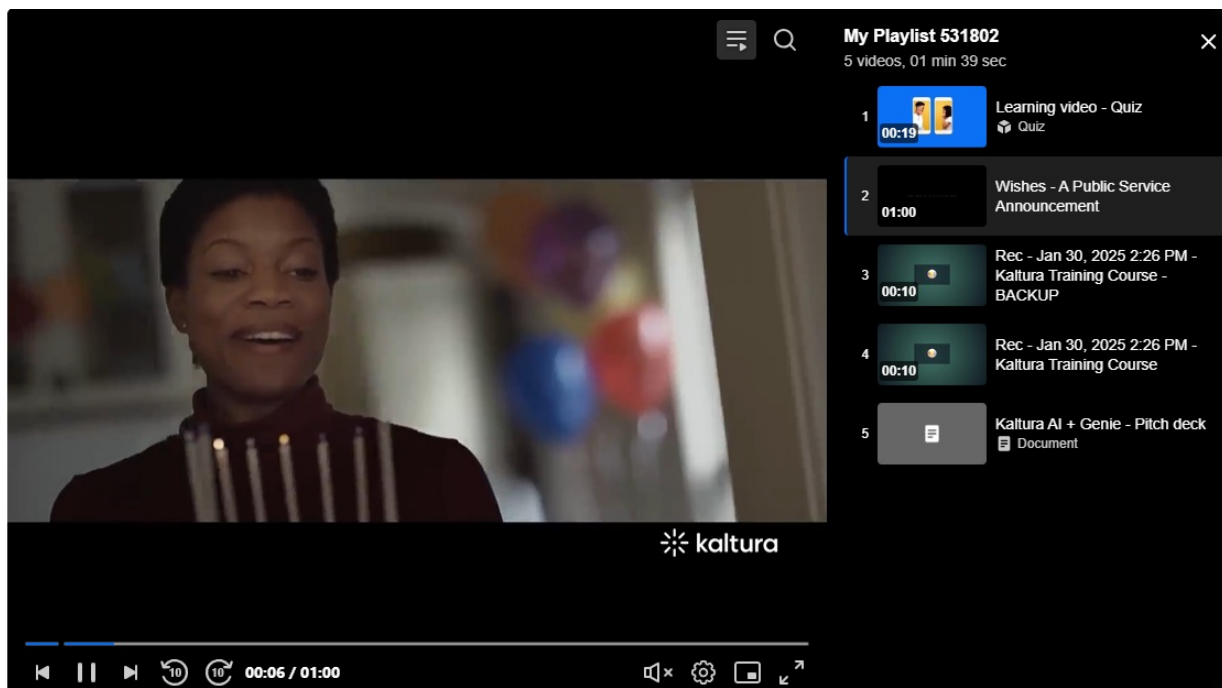 My Playlist 531802
5 videos, 01 min 39 sec
1
00:19
Learning video - Quiz
Quiz
2
01:00
Wishes - A Public Service
Announcement
3
00:10
Rec - Jan 30, 2025 2:26 PM -
Kaltura Training Course -
BACKUP
4
00:10
Rec - Jan 30, 2025 2:26 PM -
Kaltura Training Course
5
Kaltura AI + Genie - Pitch deck
Document
kaltura
10
10
00:06 / 01:00